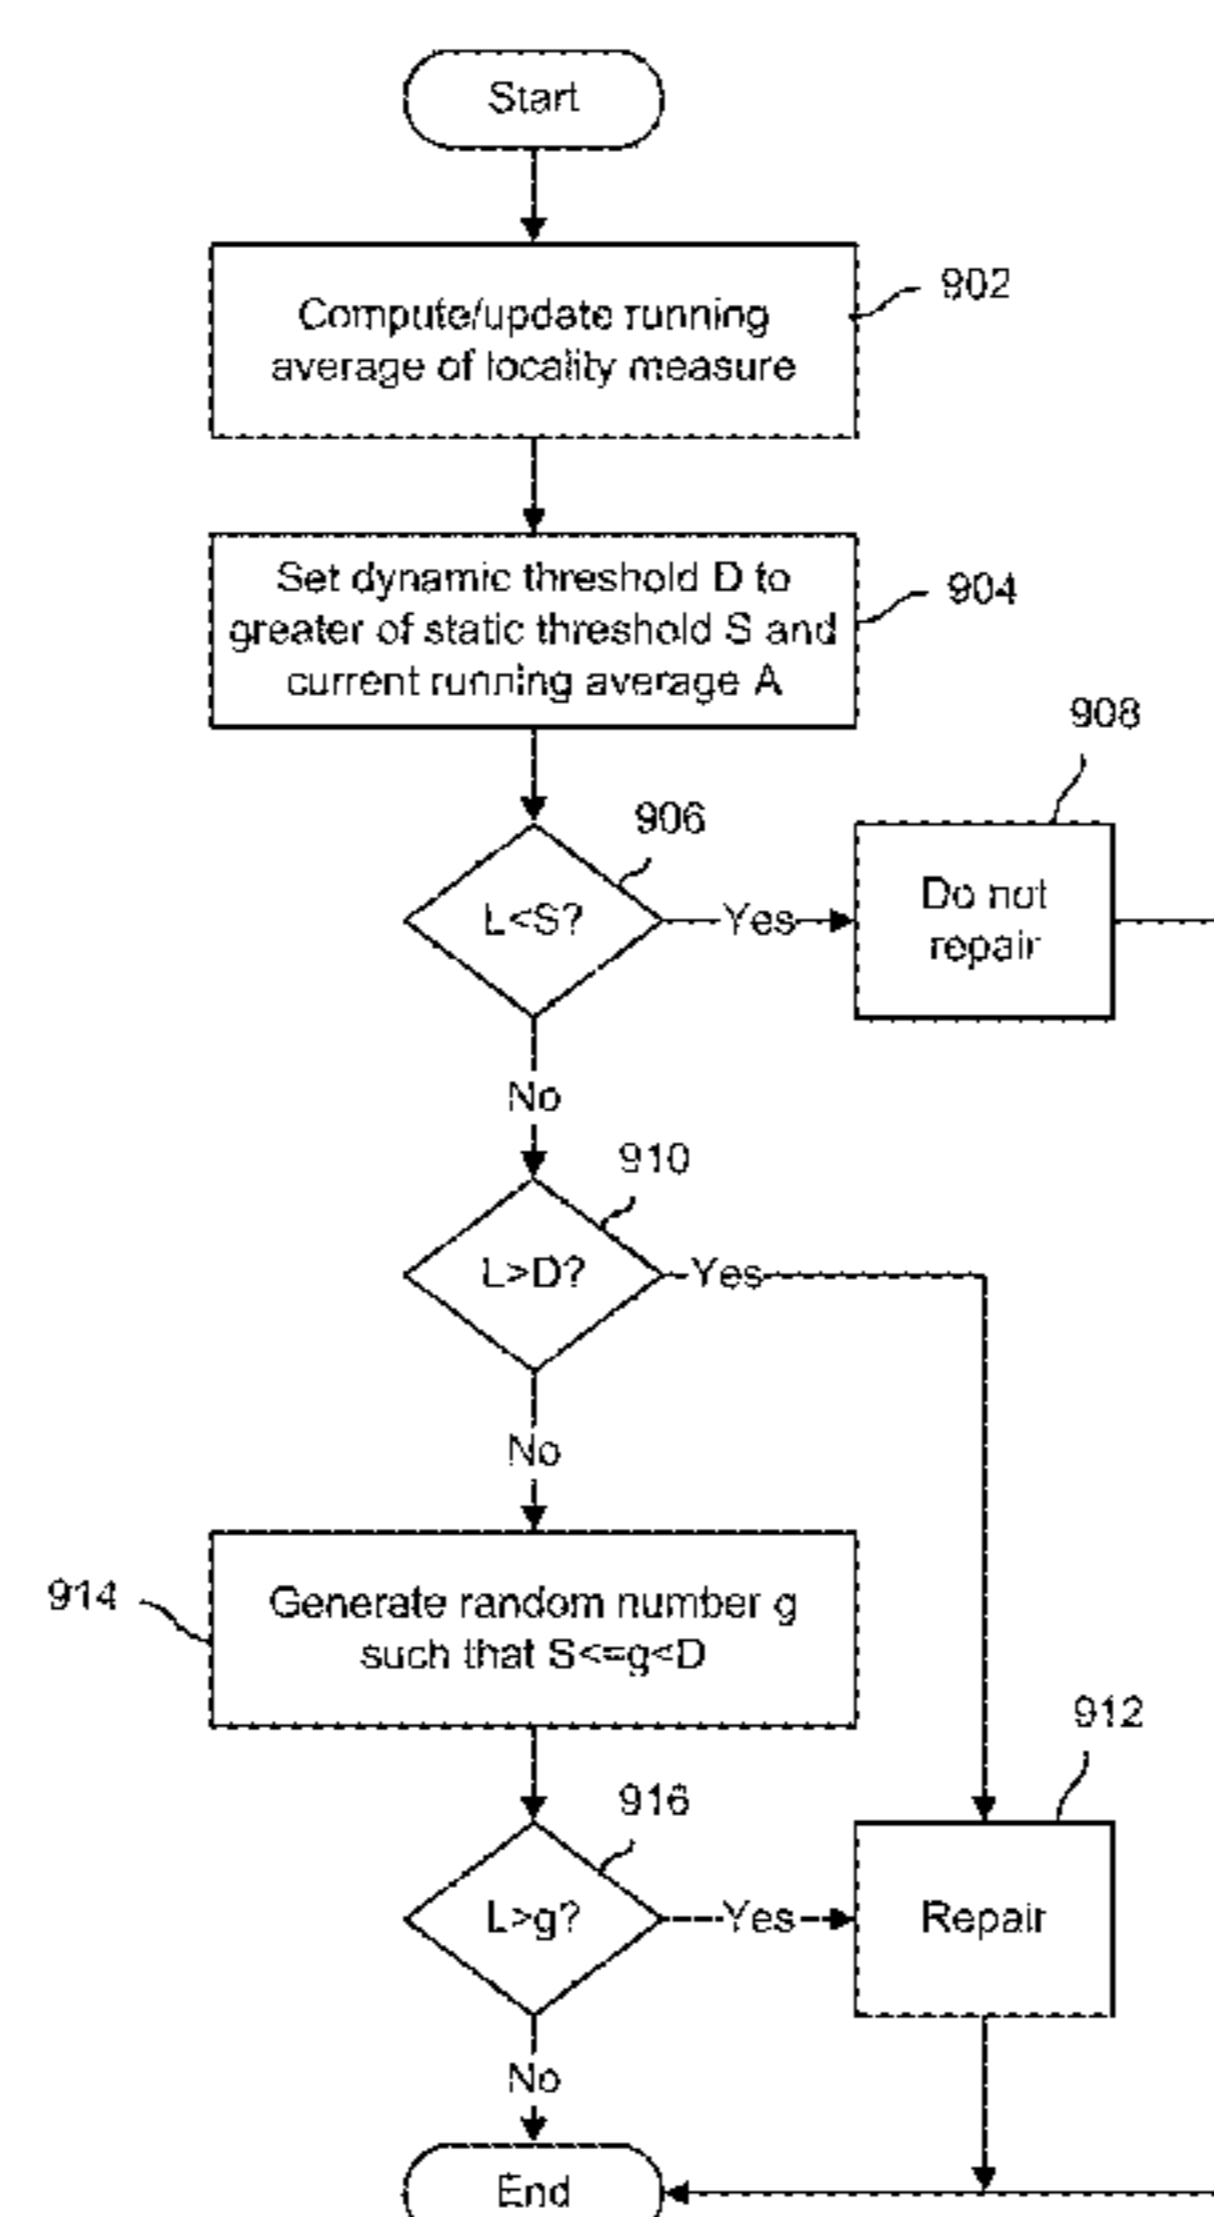 Start
Compute/update running
average of locality measure
902
Set dynamic threshold D to
greater of static threshold S and
current running average A
904
908
906
L<S?
Yes
Do not
repair
No
910
L>D?
Yes
No
914
Generate random number g
such that S<=g<D
912
916
L>g?
Yes
Repair
No
End